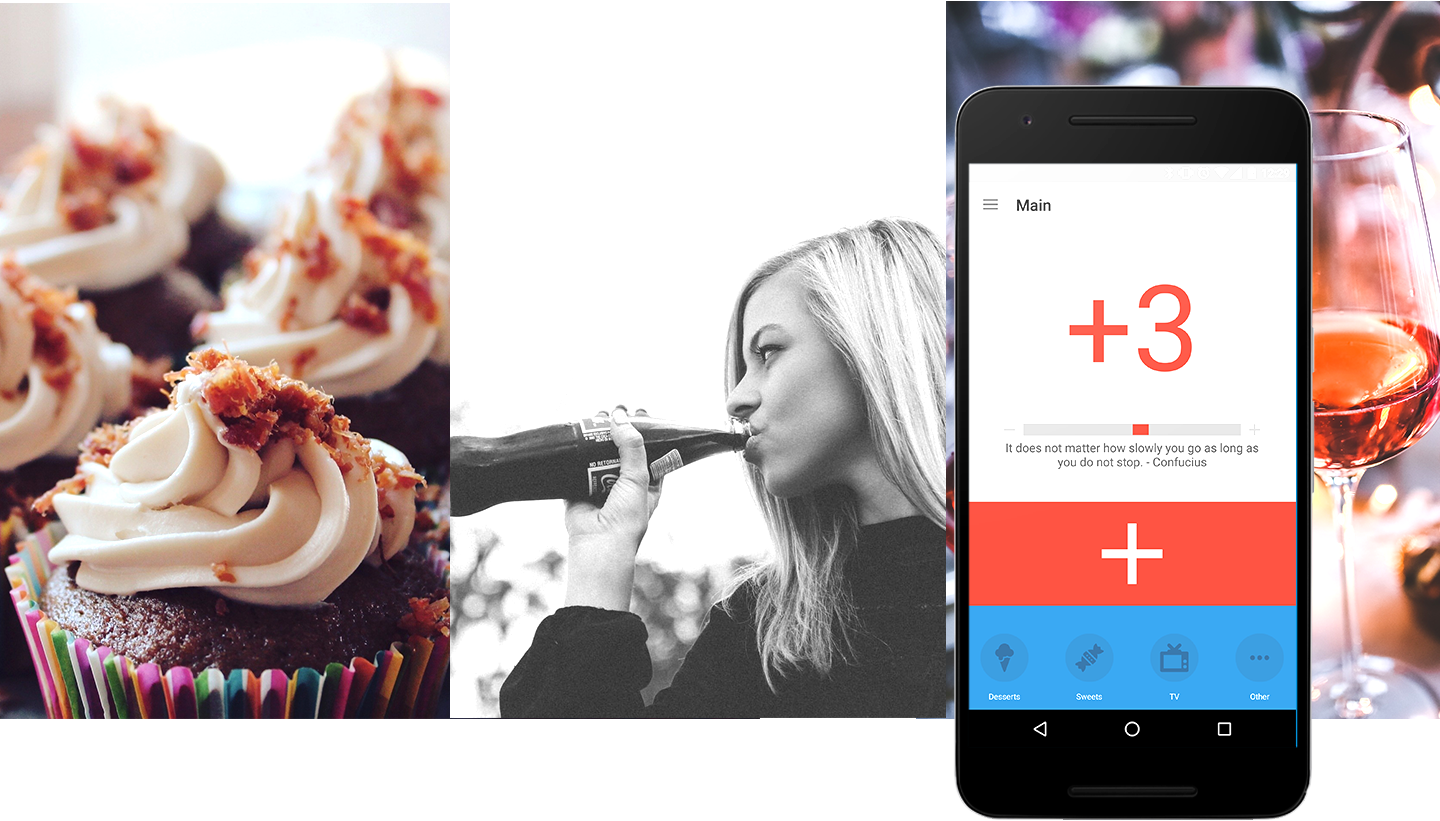 NO RETURN
Main
+3
It does not matter how slowly you go as long as
you do not stop. - Confucius
Desserts
Sweets
TV
Other